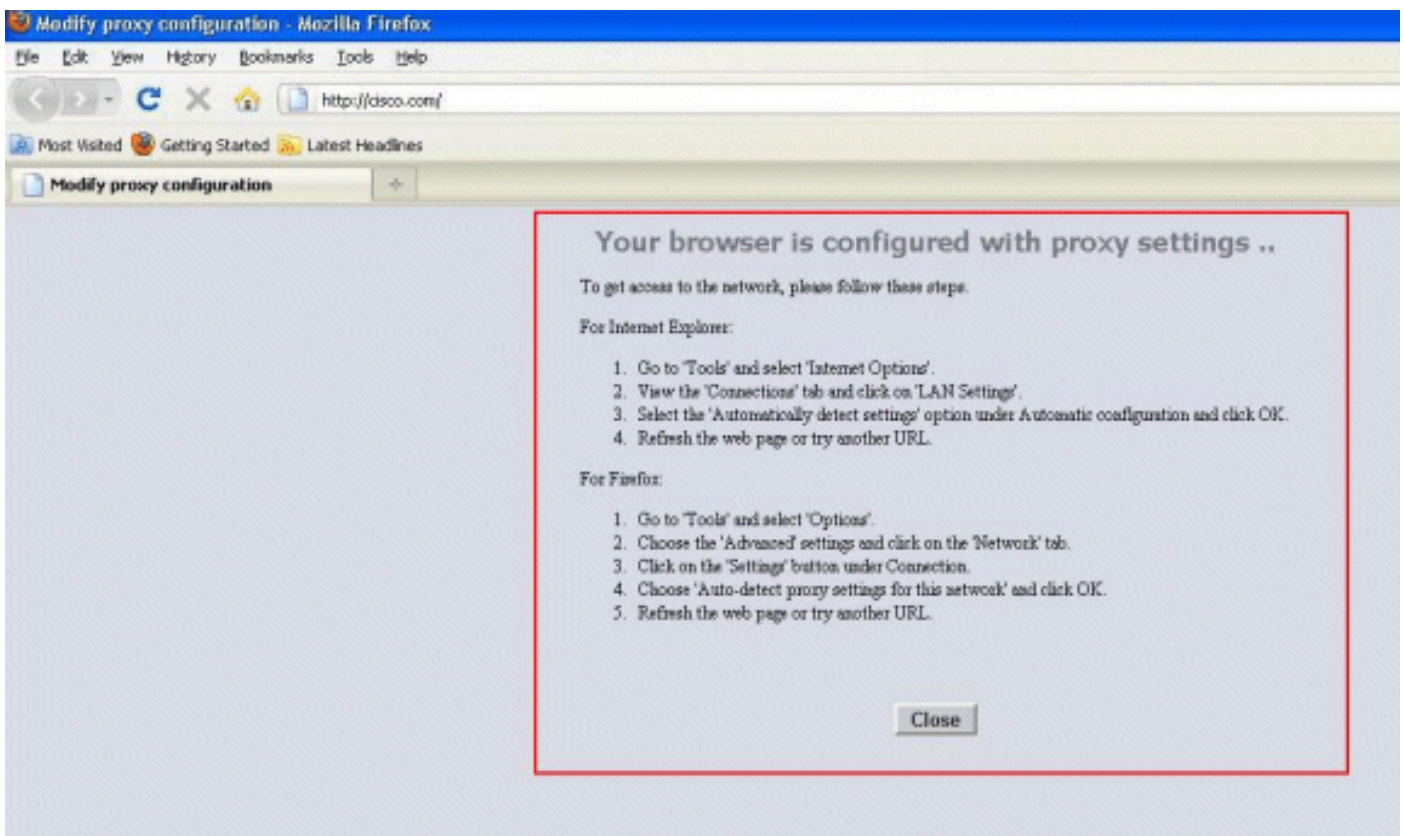 Modify proxy configuration - Mozilla Firefox
File Edit View History Bookmarks Tools Help
http://cisco.com/
Most Visited Getting Started Latest Headlines
Modify proxy configuration
Your browser is configured with proxy settings ..
To get access to the network, please follow these steps.
For Internet Explorer:
1. Go to 'Tools' and select 'Internet Options'.
2. View the 'Connections' tab and click on 'LAN Settings'.
3. Select the 'Automatically detect settings' option under Automatic configuration and click OK.
4. Refresh the web page or try another URL.
For Firefox:
1. Go to 'Tools' and select 'Options'.
2. Choose the 'Advanced' settings and click on the 'Network' tab.
3. Click on the 'Settings' button under Connection.
4. Choose 'Auto-detect proxy settings for this network' and click OK.
5. Refresh the web page or try another URL.
Close